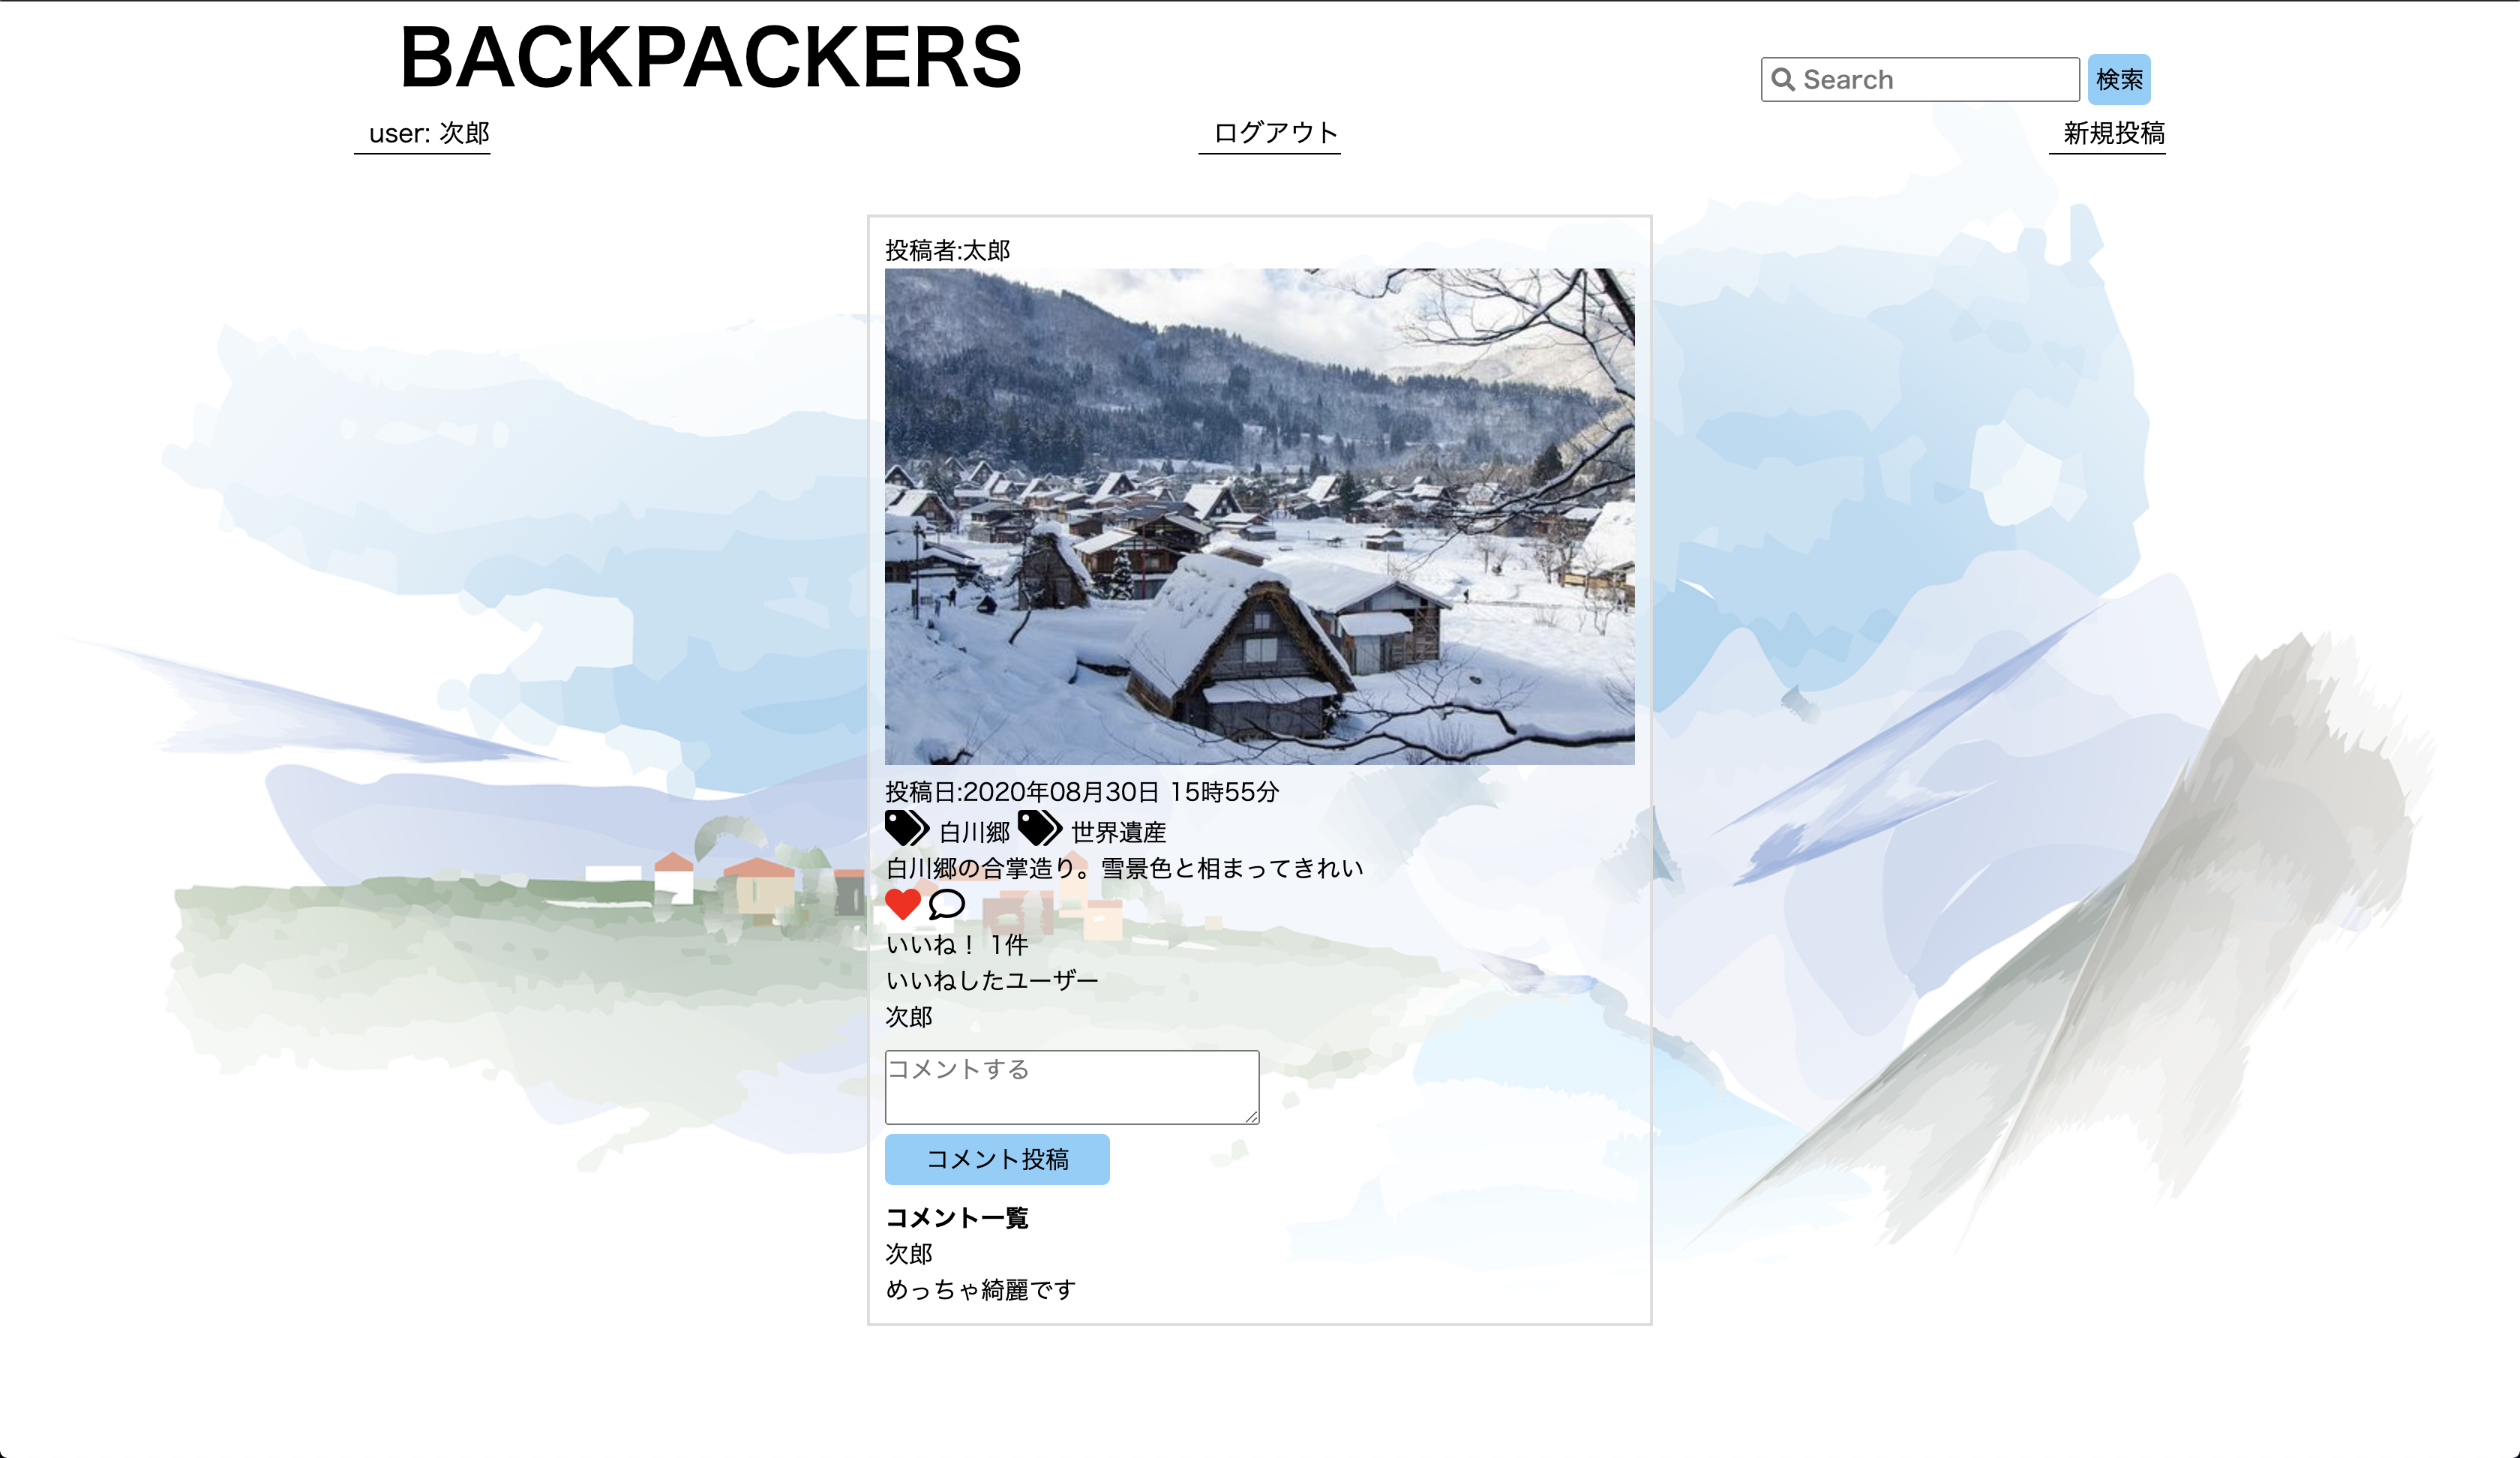 BACKPACKERS
Search 検索
user: 次郎 ログアウト 新規投稿
投稿者:太郎
投稿日:2020年08月30日 15時55分
白川郷 世界遺産
白川郷の合掌造り。雪景色と相まってきれい
いいね！ 1件
いいねしたユーザー
次郎
コメントする
コメント投稿
コメント一覧
次郎
めっちゃ綺麗です